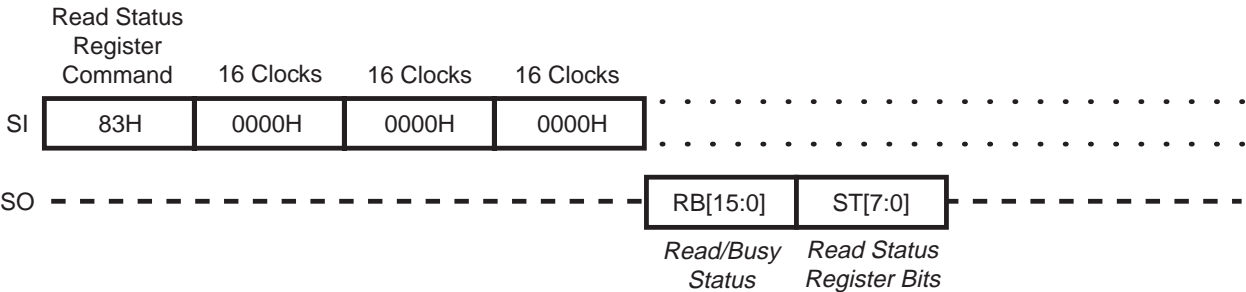 Read Status
Register
Command
16 Clocks
16 Clocks
16 Clocks
SI
83H
0000H
0000H
0000H
SO
RB[15:0]
ST[7:0]
Read/Busy
Status
Read Status
Register Bits